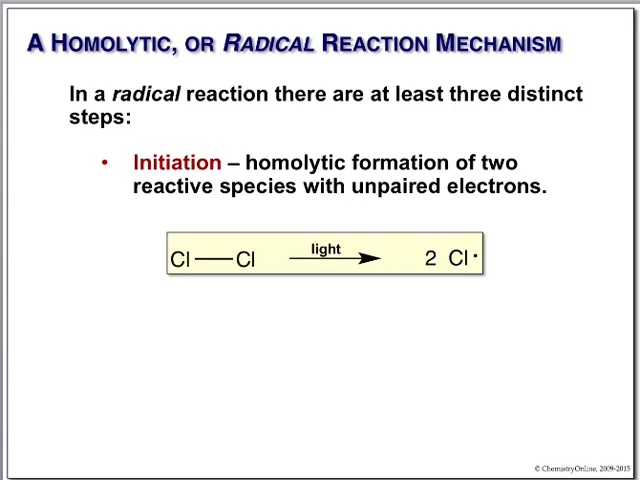 A HOMOLYTIC, OR RADICAL REACTION MECHANISM
In a radical reaction there are at least three distinct
steps:
• Initiation – homolytic formation of two
reactive species with unpaired electrons.
light
Cl — Cl → 2 Cl •
© ChemistryOnline, 2009-2015